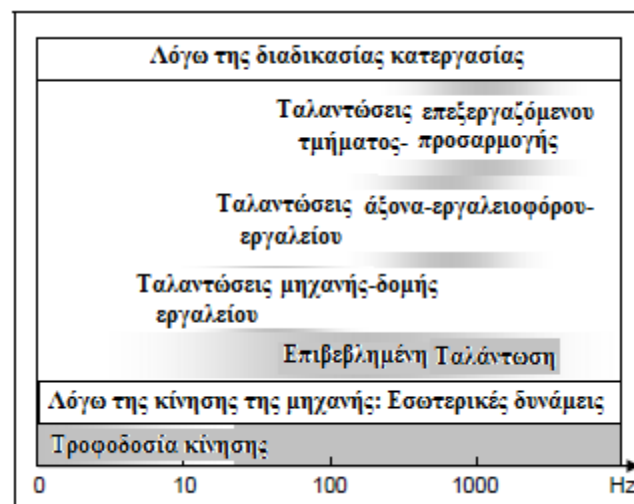 Λόγω της διαδικασίας κατεργασίας
Ταλαντώσεις επεξεργαζόμενου
τμήματος- προσαρμογής
Ταλαντώσεις άξονα-εργαλειοφόρου-
εργαλείου
Ταλαντώσεις μηχανής-δομής
εργαλείου
Επιβεβλημένη Ταλάντωση
Λόγω της κίνησης της μηχανής: Εσωτερικές δυνάμεις
Τροφοδοσία κίνησης
0 10 100 1000 Hz